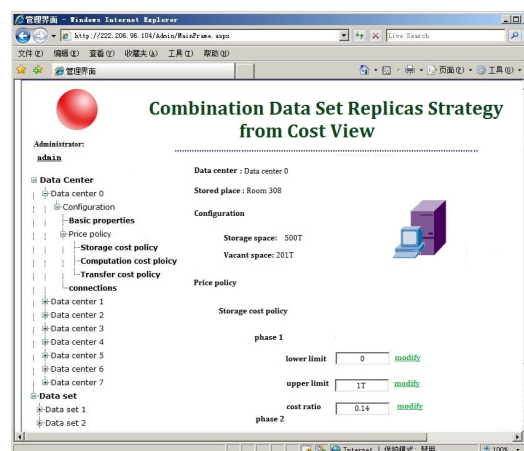 管理界面 - Windows Internet Explorer
http://222.206.96.104/Admin/MainFrame.aspx
Live Search
文件(F) 编辑(E) 查看(V) 收藏夹(A) 工具(T) 帮助(H)
管理界面
页面(P) 工具(O)
Combination Data Set Replicas Strategy
from Cost View
Administrator:
admin
Data Center
Data center 0
Configuration
Basic properties
Price policy
Storage cost policy
Computation cost ploicy
Transfer cost policy
connections
Data center 1
Data center 2
Data center 3
Data center 4
Data center 5
Data center 6
Data center 7
Data set
Data set 1
Data set 2
Data center : Data center 0
Stored place : Room 308
Configuration
Storage space: 500T
Vacant space: 201T
Price policy
Storage cost policy
phase 1
lower limit 0 modify
upper limit 1T modify
cost ratio 0.14 modify
phase 2
Internet | 保护模式: 禁用 100%